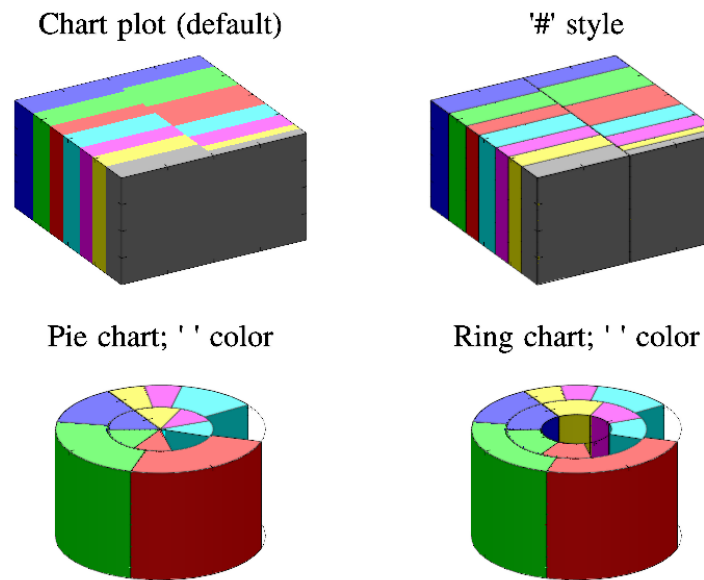 Chart plot (default)
'#' style
Pie chart; ' ' color
Ring chart; ' ' color